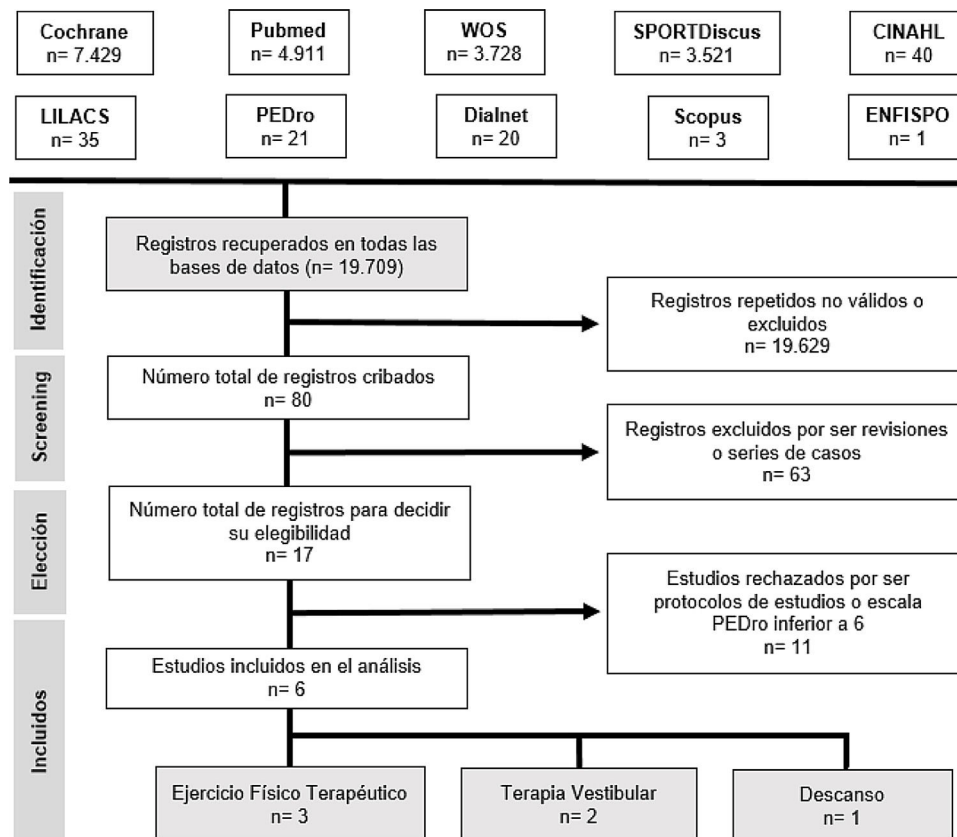 Cochrane
n= 7.429
Pubmed
n= 4.911
WOS
n= 3.728
SPORTDiscus
n= 3.521
CINAHL
n= 40
LILACS
n= 35
PEDro
n= 21
Dialnet
n= 20
Scopus
n= 3
ENFISPO
n= 1
Identificación
Registros recuperados en todas las
bases de datos (n= 19.709)
Registros repetidos no válidos o
excluidos
n= 19.629
Screening
Número total de registros cribados
n= 80
Registros excluidos por ser revisiones
o series de casos
n= 63
Elección
Número total de registros para decidir
su elegibilidad
n= 17
Estudios rechazados por ser
protocolos de estudios o escala
PEDro inferior a 6
n= 11
Incluidos
Estudios incluidos en el análisis
n= 6
Ejercicio Físico Terapéutico
n= 3
Terapia Vestibular
n= 2
Descanso
n= 1